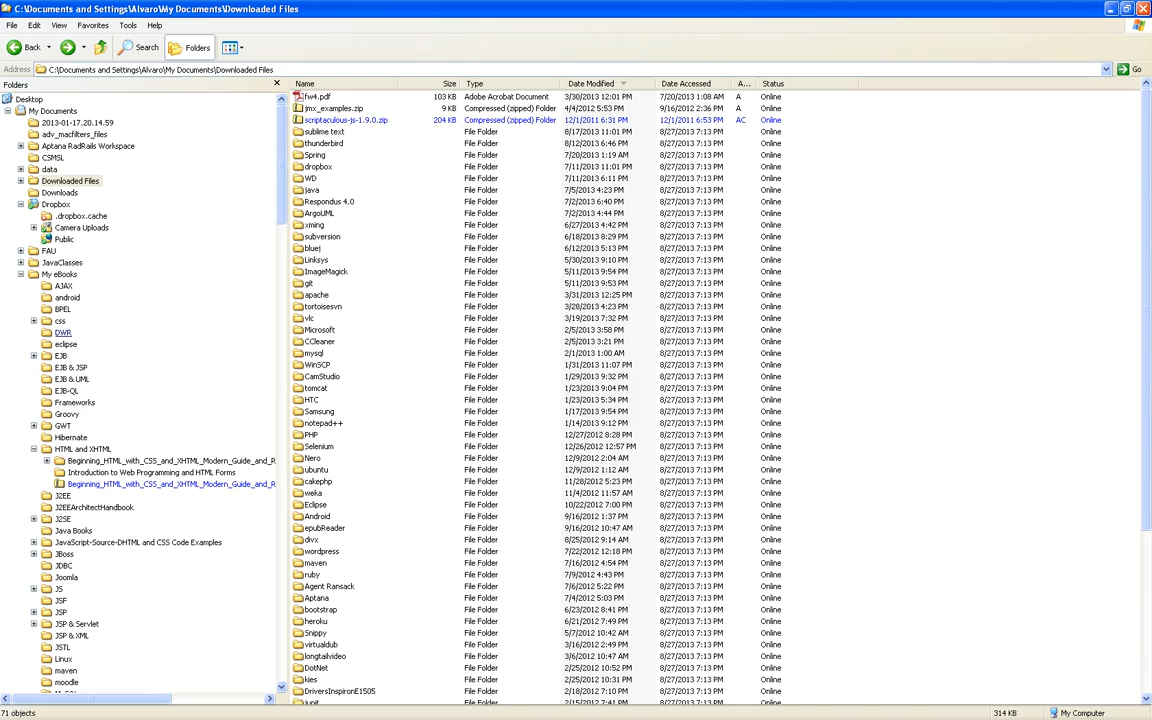 C:\Documents and Settings\Alvaro\My Documents\Downloaded Files
File Edit View Favorites Tools Help
Back Search Folders
Address C:\Documents and Settings\Alvaro\My Documents\Downloaded Files Go
Folders
Desktop
My Documents
2013-01-17.20.14.59
adv_macfilters_files
Aptana RadRails Workspace
CSMSL
data
Downloaded Files
Downloads
Dropbox
.dropbox.cache
Camera Uploads
Public
FAU
JavaClasses
My eBooks
AJAX
android
BPEL
css
DWR
eclipse
EJB
EJB & JSP
EJB & UML
EJB-QL
Frameworks
Groovy
GWT
Hibernate
HTML and XHTML
Beginning_HTML_with_CSS_and_XHTML_Modern_Guide_and_R
Introduction to Web Programming and HTML Forms
Beginning_HTML_with_CSS_and_XHTML_Modern_Guide_and_R
J2EE
J2EEArchitectHandbook
J2SE
Java Books
JavaScript-Source-DHTML and CSS Code Examples
JBoss
JDBC
Joomla
JS
JSF
JSP
JSP & Servlet
JSP & XML
JSTL
Linux
maven
moodle
Name Size Type Date Modified Date Accessed A... Status
fw4.pdf 103 KB Adobe Acrobat Document 3/30/2013 12:01 PM 7/20/2013 1:08 AM A Online
jmx_examples.zip 9 KB Compressed (zipped) Folder 4/4/2012 5:53 PM 9/16/2012 2:36 PM A Online
scriptaculous-js-1.9.0.zip 204 KB Compressed (zipped) Folder 12/1/2011 6:31 PM 12/1/2011 6:53 PM AC Online
sublime text File Folder 8/17/2013 11:01 PM 8/27/2013 7:13 PM Online
thunderbird File Folder 8/12/2013 6:46 PM 8/27/2013 7:13 PM Online
Spring File Folder 7/20/2013 1:19 AM 8/27/2013 7:13 PM Online
dropbox File Folder 7/11/2013 11:01 PM 8/27/2013 7:13 PM Online
WD File Folder 7/11/2013 6:11 PM 8/27/2013 7:13 PM Online
java File Folder 7/5/2013 4:23 PM 8/27/2013 7:13 PM Online
Respondus 4.0 File Folder 7/2/2013 6:40 PM 8/27/2013 7:13 PM Online
ArgoUML File Folder 7/2/2013 4:44 PM 8/27/2013 7:13 PM Online
xming File Folder 6/27/2013 4:42 PM 8/27/2013 7:13 PM Online
subversion File Folder 6/18/2013 8:29 PM 8/27/2013 7:13 PM Online
bluej File Folder 6/12/2013 5:13 PM 8/27/2013 7:13 PM Online
Linksys File Folder 5/30/2013 9:10 PM 8/27/2013 7:13 PM Online
ImageMagick File Folder 5/11/2013 9:54 PM 8/27/2013 7:13 PM Online
git File Folder 5/11/2013 9:53 PM 8/27/2013 7:13 PM Online
apache File Folder 3/31/2013 12:25 PM 8/27/2013 7:13 PM Online
tortoisesvn File Folder 3/28/2013 4:23 PM 8/27/2013 7:13 PM Online
vlc File Folder 3/19/2013 7:32 PM 8/27/2013 7:13 PM Online
Microsoft File Folder 2/5/2013 3:58 PM 8/27/2013 7:13 PM Online
CCleaner File Folder 2/5/2013 3:21 PM 8/27/2013 7:13 PM Online
mysql File Folder 2/1/2013 1:00 AM 8/27/2013 7:13 PM Online
WinSCP File Folder 1/31/2013 11:07 PM 8/27/2013 7:13 PM Online
CamStudio File Folder 1/29/2013 9:32 PM 8/27/2013 7:13 PM Online
tomcat File Folder 1/23/2013 9:04 PM 8/27/2013 7:13 PM Online
HTC File Folder 1/23/2013 5:34 PM 8/27/2013 7:13 PM Online
Samsung File Folder 1/17/2013 9:54 PM 8/27/2013 7:13 PM Online
notepad++ File Folder 1/14/2013 9:12 PM 8/27/2013 7:13 PM Online
PHP File Folder 12/27/2012 8:28 PM 8/27/2013 7:13 PM Online
Selenium File Folder 12/26/2012 12:57 PM 8/27/2013 7:13 PM Online
Nero File Folder 12/9/2012 2:04 AM 8/27/2013 7:13 PM Online
ubuntu File Folder 12/9/2012 1:12 AM 8/27/2013 7:13 PM Online
cakephp File Folder 11/28/2012 5:23 PM 8/27/2013 7:13 PM Online
weka File Folder 11/4/2012 11:57 AM 8/27/2013 7:13 PM Online
Eclipse File Folder 10/22/2012 7:00 PM 8/27/2013 7:13 PM Online
Android File Folder 9/16/2012 1:37 PM 8/27/2013 7:13 PM Online
epubReader File Folder 9/16/2012 10:47 AM 8/27/2013 7:13 PM Online
divx File Folder 8/25/2012 9:14 AM 8/27/2013 7:13 PM Online
wordpress File Folder 7/22/2012 12:18 PM 8/27/2013 7:13 PM Online
maven File Folder 7/16/2012 4:54 PM 8/27/2013 7:13 PM Online
ruby File Folder 7/9/2012 4:43 PM 8/27/2013 7:13 PM Online
Agent Ransack File Folder 7/6/2012 5:22 PM 8/27/2013 7:13 PM Online
Aptana File Folder 7/4/2012 5:03 PM 8/27/2013 7:13 PM Online
bootstrap File Folder 6/23/2012 8:41 PM 8/27/2013 7:13 PM Online
heroku File Folder 6/21/2012 7:49 PM 8/27/2013 7:13 PM Online
Snippy File Folder 5/7/2012 10:42 AM 8/27/2013 7:13 PM Online
virtualdub File Folder 3/16/2012 2:49 PM 8/27/2013 7:13 PM Online
longtailvideo File Folder 3/6/2012 10:47 AM 8/27/2013 7:13 PM Online
DotNet File Folder 2/25/2012 10:52 PM 8/27/2013 7:13 PM Online
kies File Folder 2/25/2012 10:31 PM 8/27/2013 7:13 PM Online
DriversInspironE1505 File Folder 2/18/2012 7:10 PM 8/27/2013 7:13 PM Online
junit File Folder 2/15/2012 7:41 PM 8/27/2013 7:13 PM Online
71 objects 314 KB My Computer